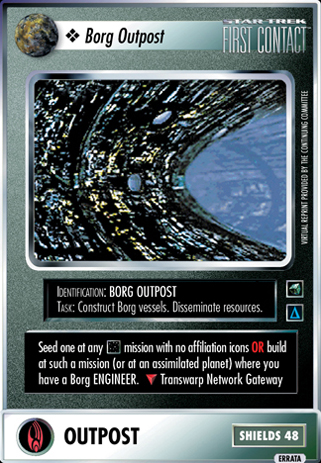 ❖ Borg Outpost
STAR TREK
FIRST CONTACT
VIRTUAL REPRINT PROVIDED BY THE CONTINUING COMMITTEE
IDENTIFICATION: BORG OUTPOST
TASK: Construct Borg vessels. Disseminate resources.
Seed one at any mission with no affiliation icons OR build
at such a mission (or at an assimilated planet) where you
have a Borg ENGINEER. Transwarp Network Gateway
OUTPOST
SHIELDS 48
ERRATA